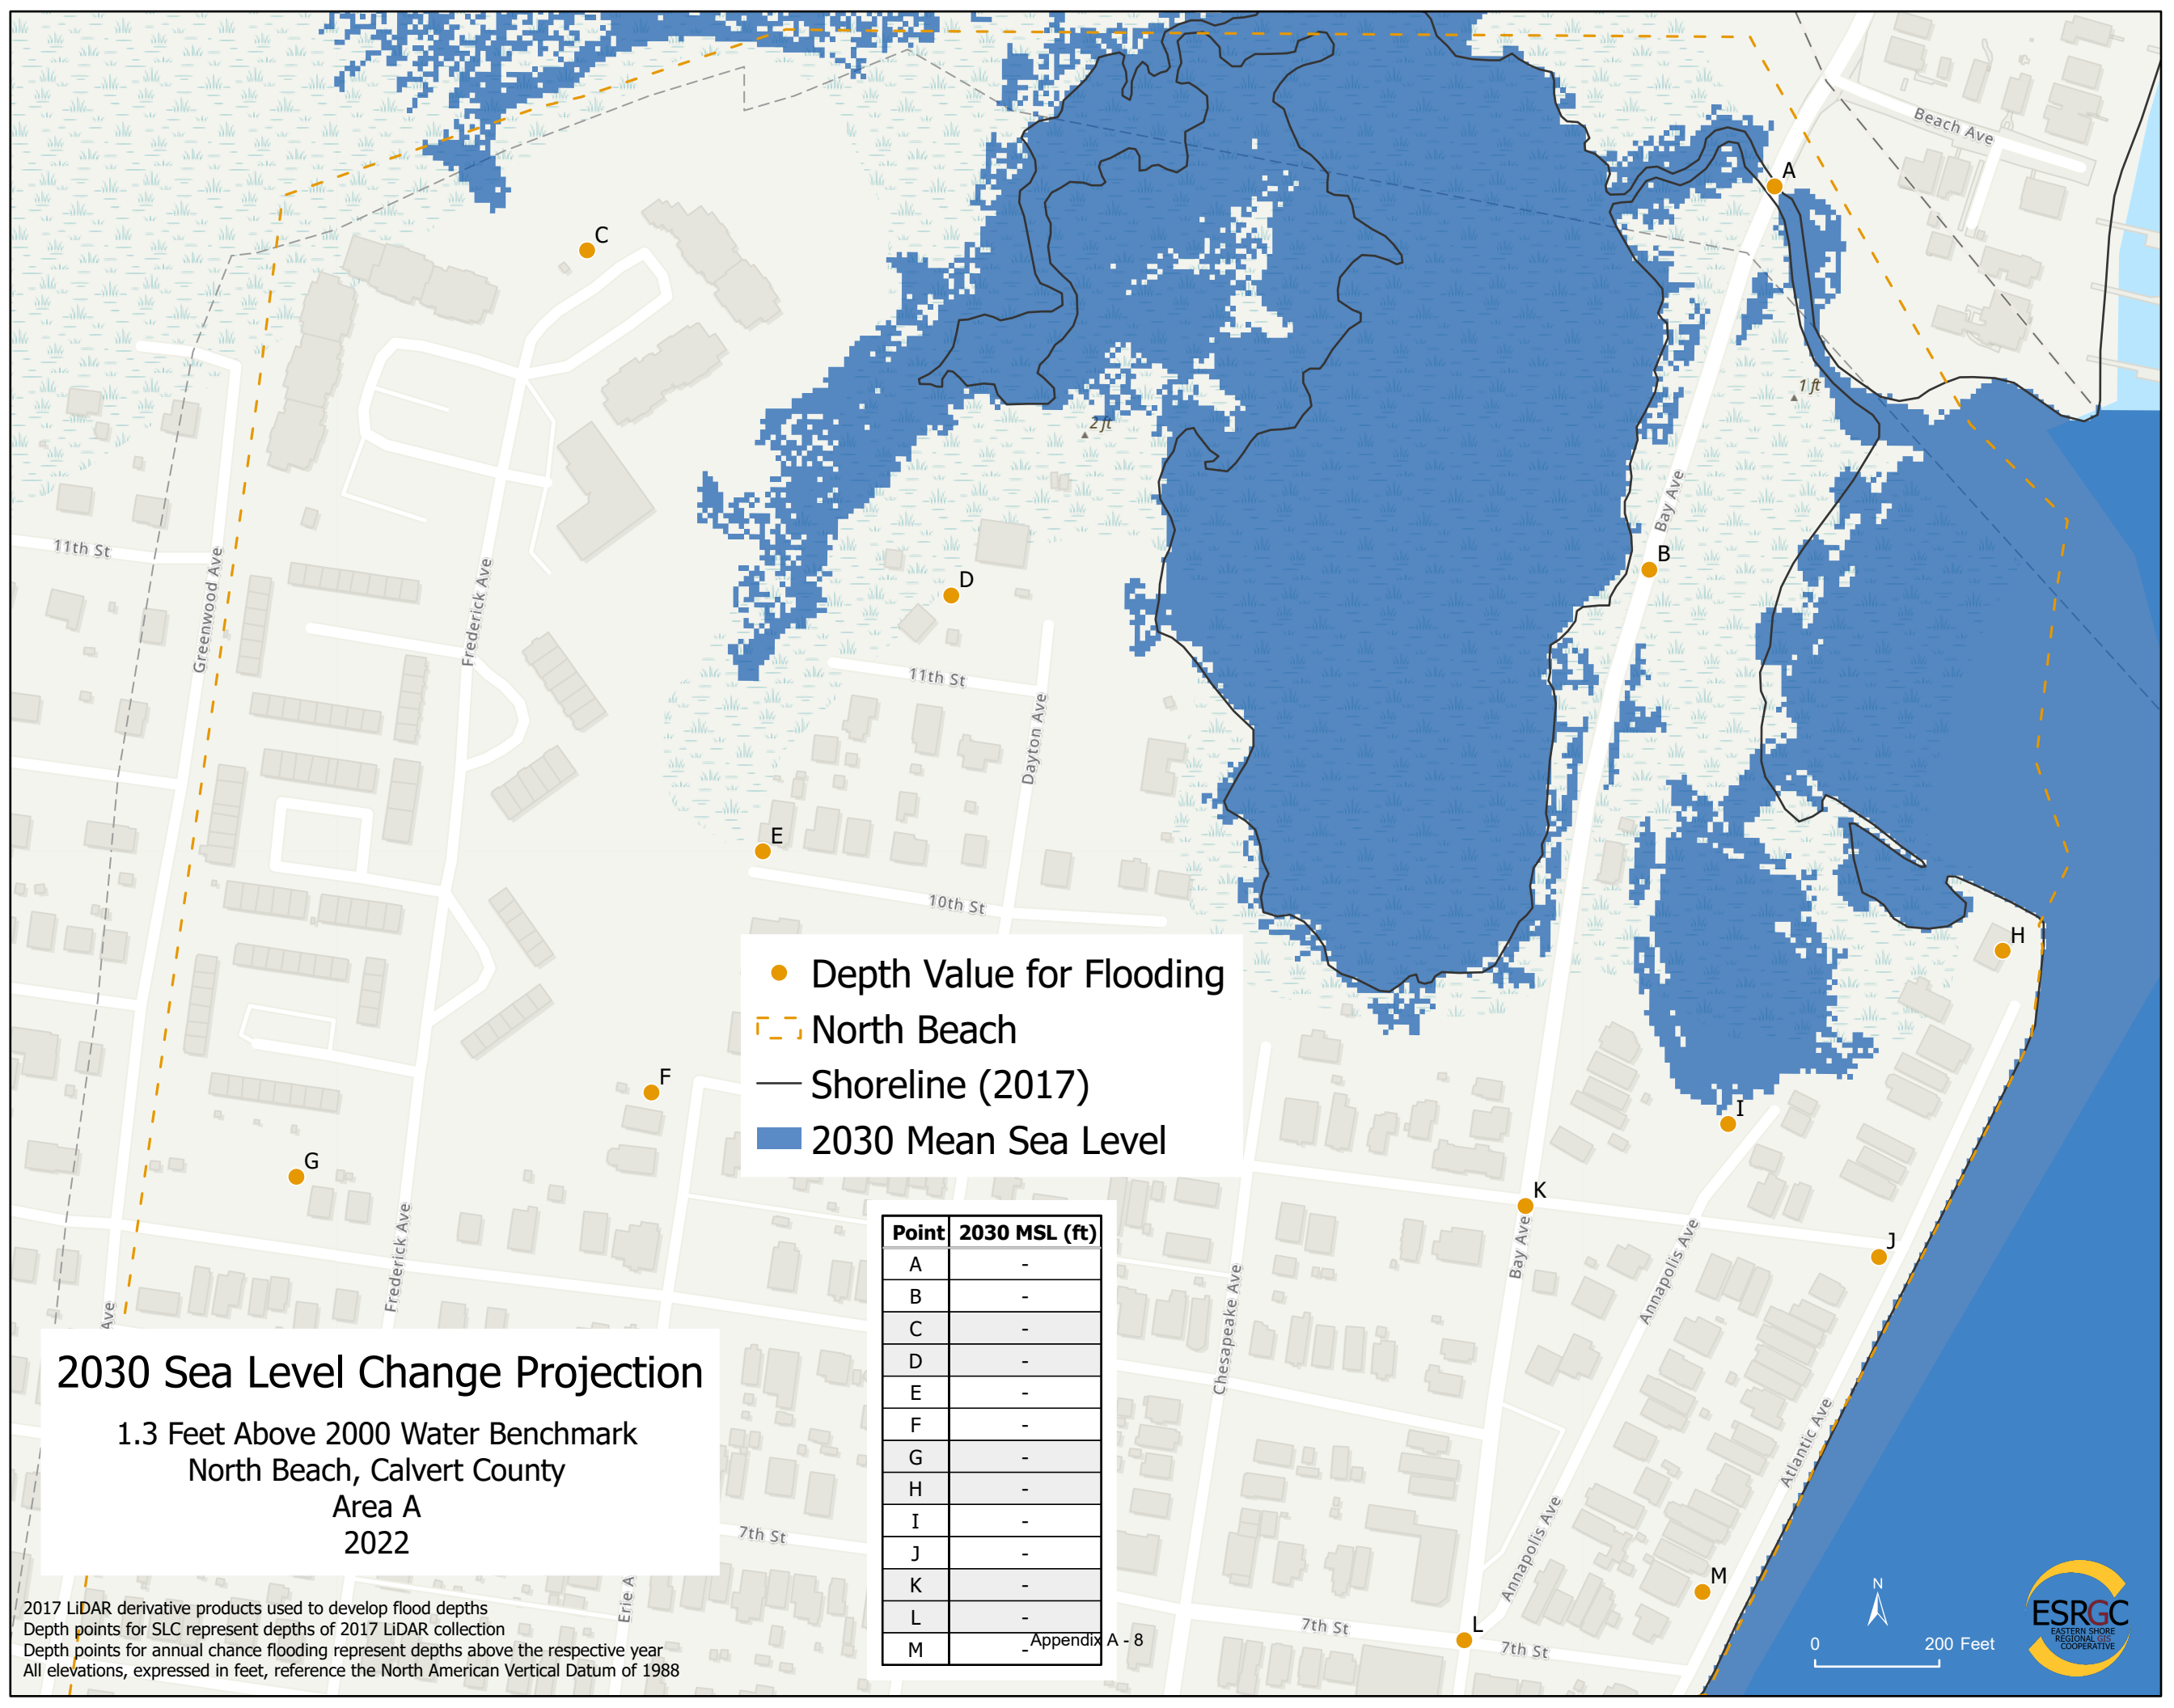 Beach Ave
A
C
1 ft
2 ft
Bay Ave
11th St
B
D
Greenwood Ave
Frederick Ave
11th St
Dayton Ave
E
10th St
H
Depth Value for Flooding
North Beach
Shoreline (2017)
2030 Mean Sea Level
F
I
G
K
J
Frederick Ave
Bay Ave
Annapolis Ave
Chesapeake Ave
Ave
Point 2030 MSL (ft)
A -
B -
C -
D -
E -
F -
G -
H -
I -
J -
K -
L -
M -
Appendix A - 8
2030 Sea Level Change Projection
1.3 Feet Above 2000 Water Benchmark
North Beach, Calvert County
Area A
2022
Atlantic Ave
7th St
Annapolis Ave
Erie A
M
L
7th St
7th St
2017 LiDAR derivative products used to develop flood depths
Depth points for SLC represent depths of 2017 LiDAR collection
Depth points for annual chance flooding represent depths above the respective year
All elevations, expressed in feet, reference the North American Vertical Datum of 1988
N
0 200 Feet
ESRGC
EASTERN SHORE
REGIONAL GIS
COOPERATIVE